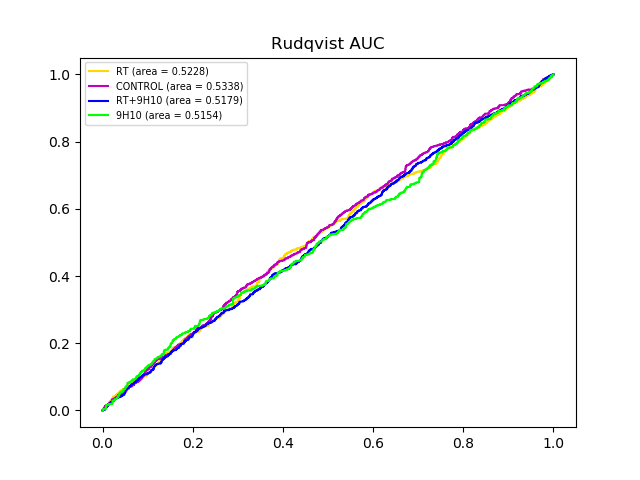 Rudqvist AUC
RT (area = 0.5228)
CONTROL (area = 0.5338)
RT+9H10 (area = 0.5179)
9H10 (area = 0.5154)
1.0
0.8
0.6
0.4
0.2
0.0
0.0 0.2 0.4 0.6 0.8 1.0